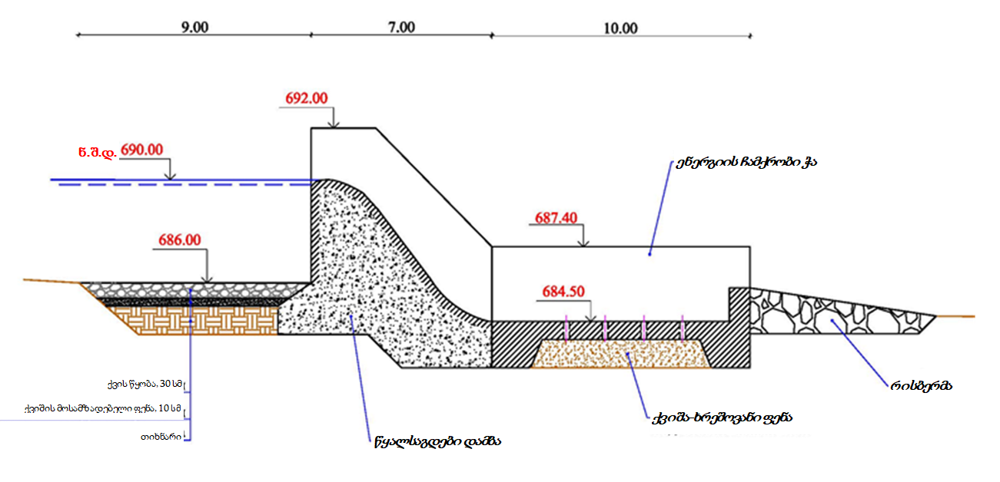 9.00 7.00 10.00
692.00
ნ.შ.დ. 690.00
ენერგიის ჩამქრობი ჭა
687.40
686.00
684.50
ქვის წყობა, 30 სმ
რისბერმა
ქვიშის მოსამზადებელი ფენა, 10 სმ
ქვიშა-ხრეშოვანი ფენა
თიხნარი
წყალსაგდები დამბა